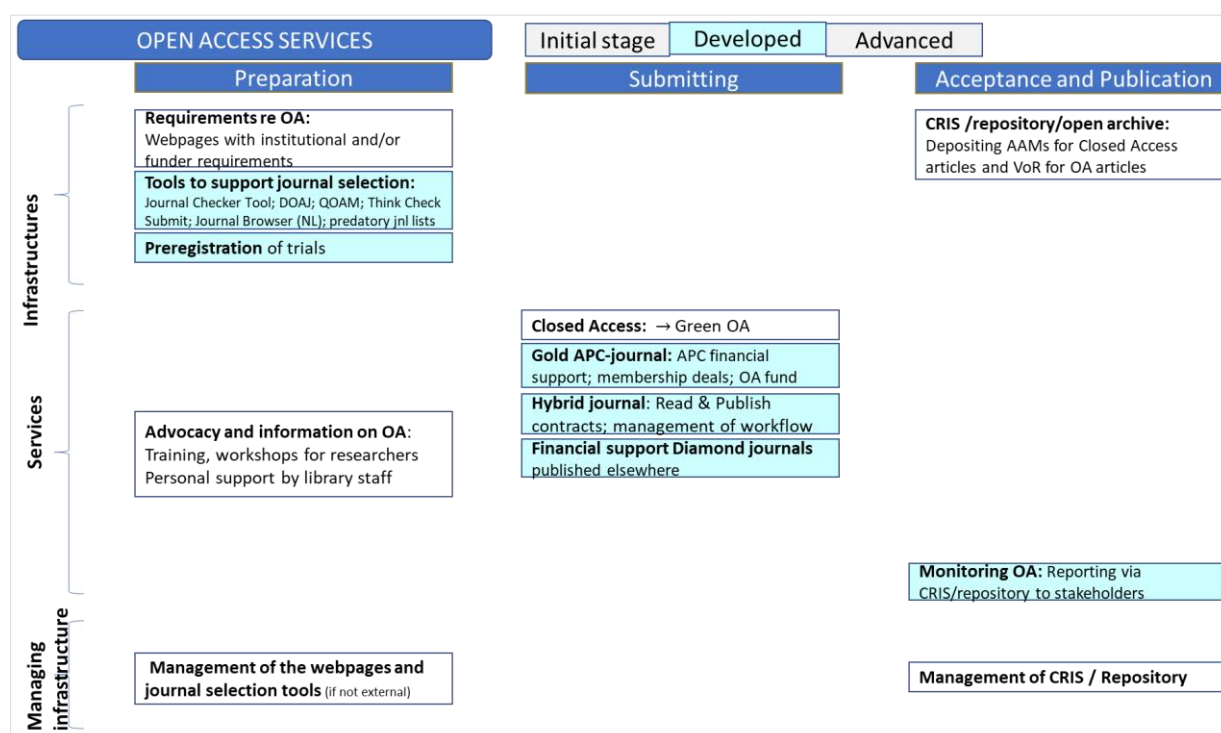 OPEN ACCESS SERVICES
Initial stage
Developed
Advanced
Preparation
Submitting
Acceptance and Publication
Infrastructures
Requirements re OA:
Webpages with institutional and/or
funder requirements
Tools to support journal selection:
Journal Checker Tool; DOAJ; QOAM; Think Check
Submit; Journal Browser (NL); predatory jnl lists
Preregistration of trials
CRIS /repository/open archive:
Depositing AAMs for Closed Access
articles and VoR for OA articles
Services
Advocacy and information on OA:
Training, workshops for researchers
Personal support by library staff
Closed Access: → Green OA
Gold APC-journal: APC financial
support; membership deals; OA fund
Hybrid journal: Read & Publish
contracts; management of workflow
Financial support Diamond journals
published elsewhere
Monitoring OA: Reporting via
CRIS/repository to stakeholders
Managing
infrastructure
Management of the webpages and
journal selection tools (if not external)
Management of CRIS / Repository